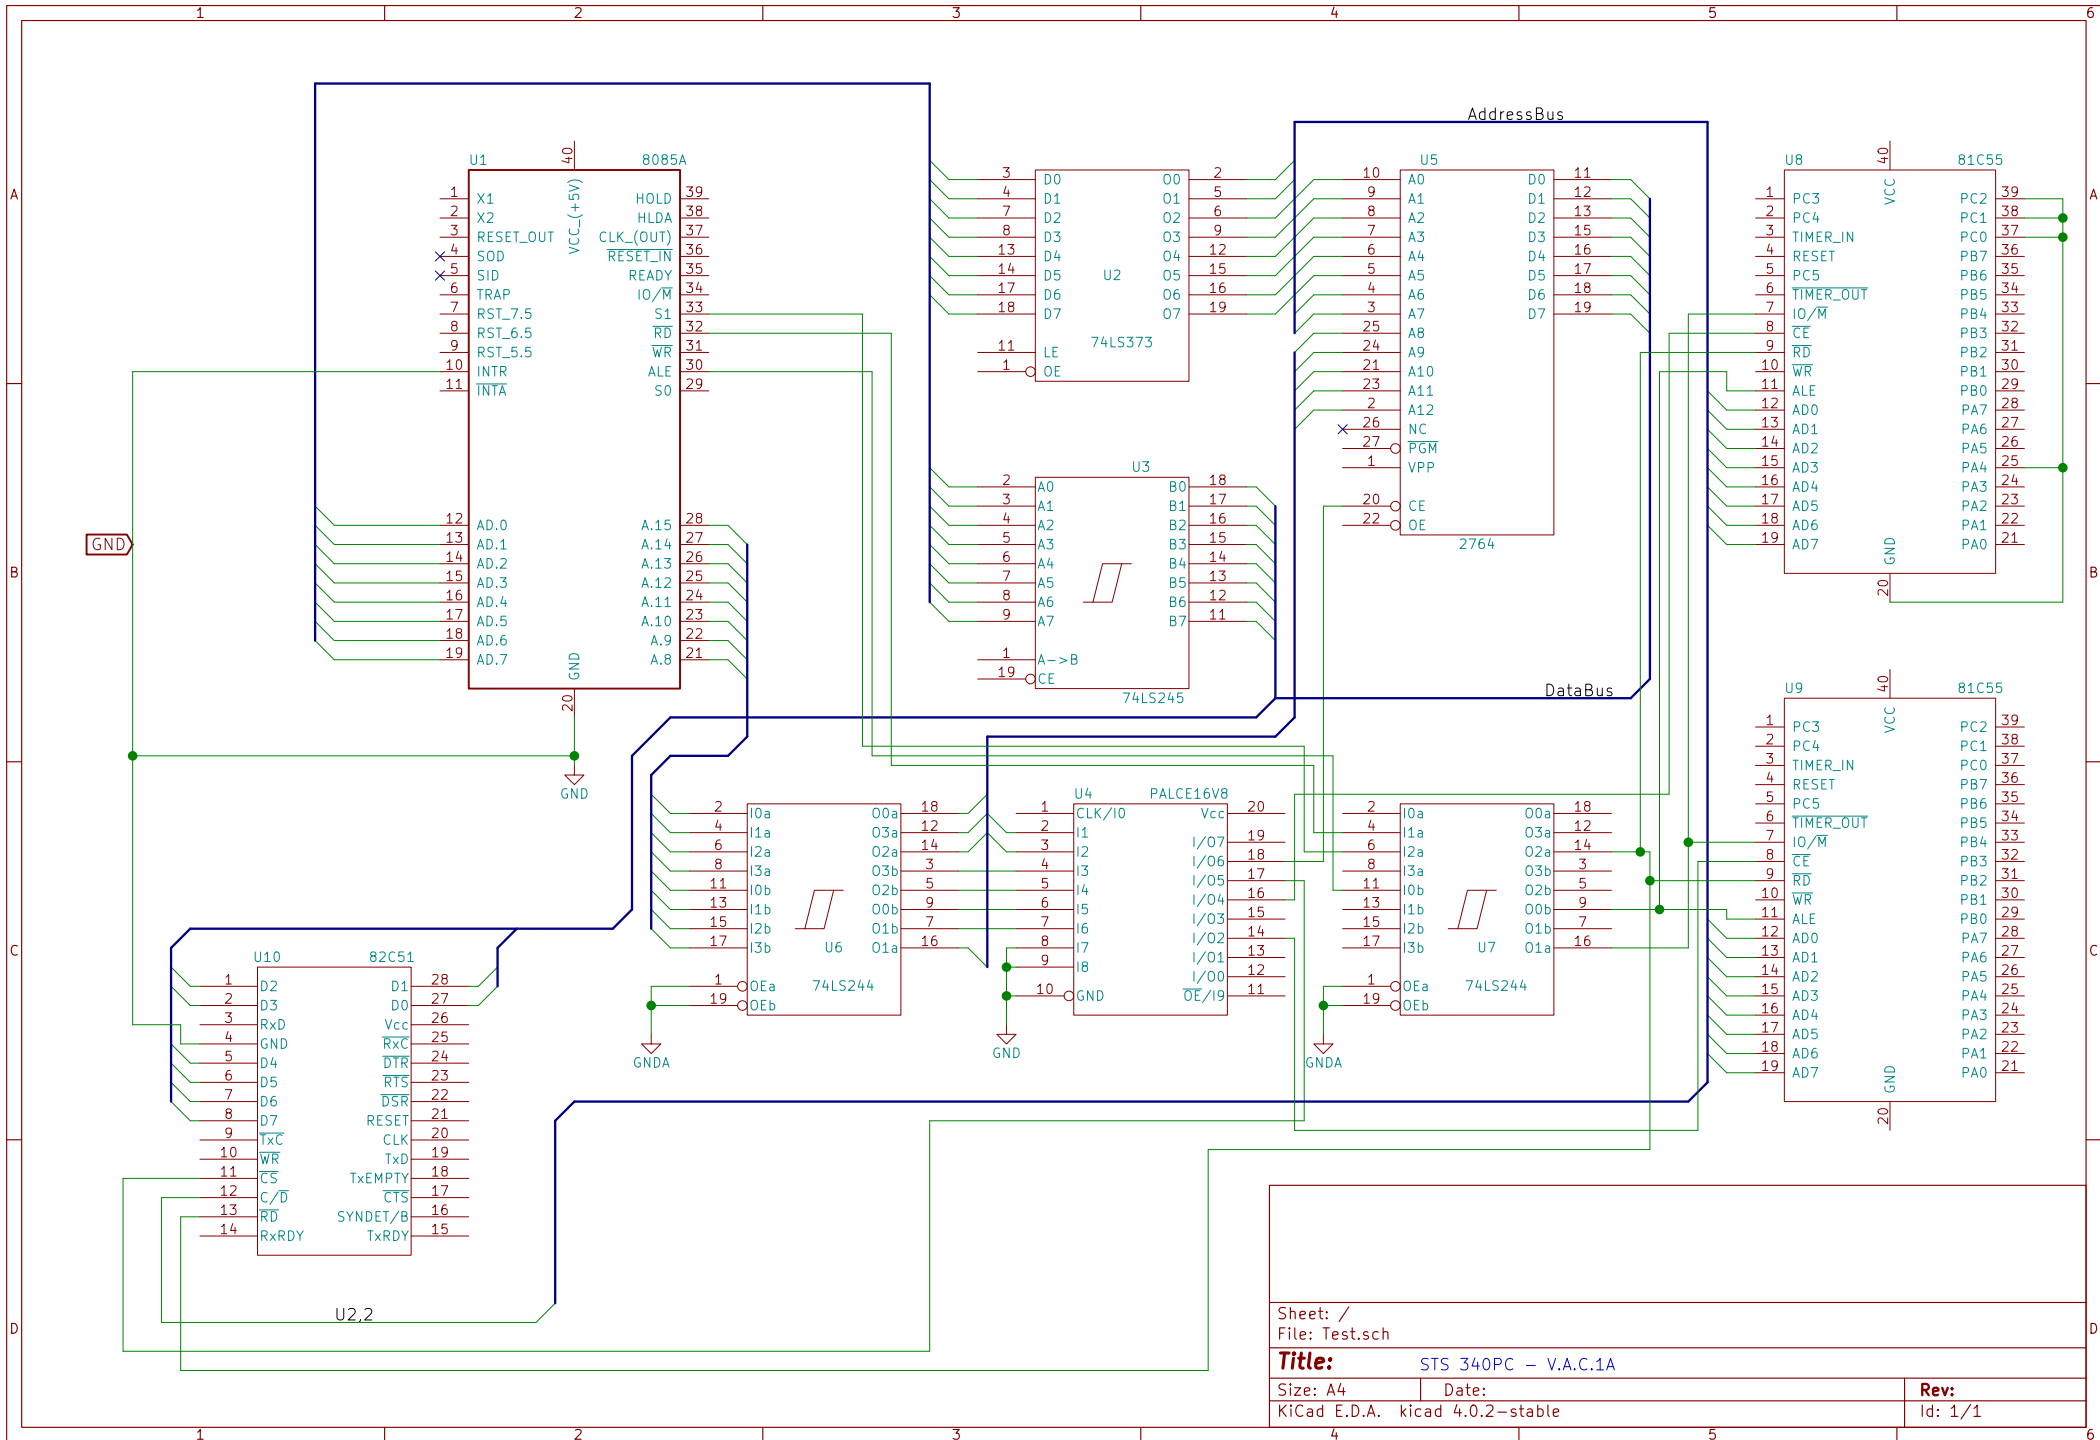 1 2 3 4 5 6
A
B
C
D
A
B
C
D
GND
U1 8085A
40
VCC_(+5V)
1 X1 HOLD 39
2 X2 HLDA 38
3 RESET_OUT CLK_(OUT) 37
4 SOD RESET_IN 36
5 SID READY 35
6 TRAP IO/M 34
7 RST_7.5 S1 33
8 RST_6.5 RD 32
9 RST_5.5 WR 31
10 INTR ALE 30
11 INTA S0 29
12 AD.0 A.15 28
13 AD.1 A.14 27
14 AD.2 A.13 26
15 AD.3 A.12 25
16 AD.4 A.11 24
17 AD.5 A.10 23
18 AD.6 A.9 22
19 AD.7 A.8 21
GND
20
GND
3 D0 O0 2
4 D1 O1 5
7 D2 O2 6
8 D3 O3 9
13 D4 O4 12
14 D5 U2 O5 15
17 D6 O6 16
18 D7 O7 19
74LS373
11 LE
1 OE
U3
2 A0 B0 18
3 A1 B1 17
4 A2 B2 16
5 A3 B3 15
6 A4 B4 14
7 A5 B5 13
8 A6 B6 12
9 A7 B7 11
1 A->B
19 CE
74LS245
AddressBus
U5
10 A0 D0 11
9 A1 D1 12
8 A2 D2 13
7 A3 D3 15
6 A4 D4 16
5 A5 D5 17
4 A6 D6 18
3 A7 D7 19
25 A8
24 A9
21 A10
23 A11
2 A12
26 NC
27 PGM
1 VPP
20 CE
22 OE
2764
DataBus
U8 81C55
40
VCC
1 PC3 PC2 39
2 PC4 PC1 38
3 TIMER_IN PC0 37
4 RESET PB7 36
5 PC5 PB6 35
6 TIMER_OUT PB5 34
7 IO/M PB4 33
8 CE PB3 32
9 RD PB2 31
10 WR PB1 30
11 ALE PB0 29
12 AD0 PA7 28
13 AD1 PA6 27
14 AD2 PA5 26
15 AD3 PA4 25
16 AD4 PA3 24
17 AD5 PA2 23
18 AD6 PA1 22
19 AD7 PA0 21
GND
20
U9 81C55
40
VCC
1 PC3 PC2 39
2 PC4 PC1 38
3 TIMER_IN PC0 37
4 RESET PB7 36
5 PC5 PB6 35
6 TIMER_OUT PB5 34
7 IO/M PB4 33
8 CE PB3 32
9 RD PB2 31
10 WR PB1 30
11 ALE PB0 29
12 AD0 PA7 28
13 AD1 PA6 27
14 AD2 PA5 26
15 AD3 PA4 25
16 AD4 PA3 24
17 AD5 PA2 23
18 AD6 PA1 22
19 AD7 PA0 21
GND
20
2 I0a O0a 18
4 I1a O3a 12
6 I2a O2a 14
8 I3a O3b 3
11 I0b O2b 5
13 I1b O0b 9
15 I2b O1b 7
17 I3b U6 O1a 16
1 OEa 74LS244
19 OEb
GNDA
U4 PALCE16V8
1 CLK/I0 Vcc 20
2 I1 I/O7 19
3 I2 I/O6 18
4 I3 I/O5 17
5 I4 I/O4 16
6 I5 I/O3 15
7 I6 I/O2 14
8 I7 I/O1 13
9 I8 I/O0 12
10 GND OE/I9 11
GND
2 I0a O0a 18
4 I1a O3a 12
6 I2a O2a 14
8 I3a O3b 3
11 I0b O2b 5
13 I1b O0b 9
15 I2b O1b 7
17 I3b U7 O1a 16
1 OEa 74LS244
19 OEb
GNDA
U10 82C51
1 D2 D1 28
2 D3 D0 27
3 RxD Vcc 26
4 GND RxC 25
5 D4 DTR 24
6 D5 RTS 23
7 D6 DSR 22
8 D7 RESET 21
9 TxC CLK 20
10 WR TxD 19
11 CS TxEMPTY 18
12 C/D CTS 17
13 RD SYNDET/B 16
14 RxRDY TxRDY 15
U2,2
Sheet: /
File: Test.sch
Title: STS 340PC – V.A.C.1A
Size: A4 Date: Rev:
KiCad E.D.A. kicad 4.0.2-stable Id: 1/1
1 2 3 4 5 6